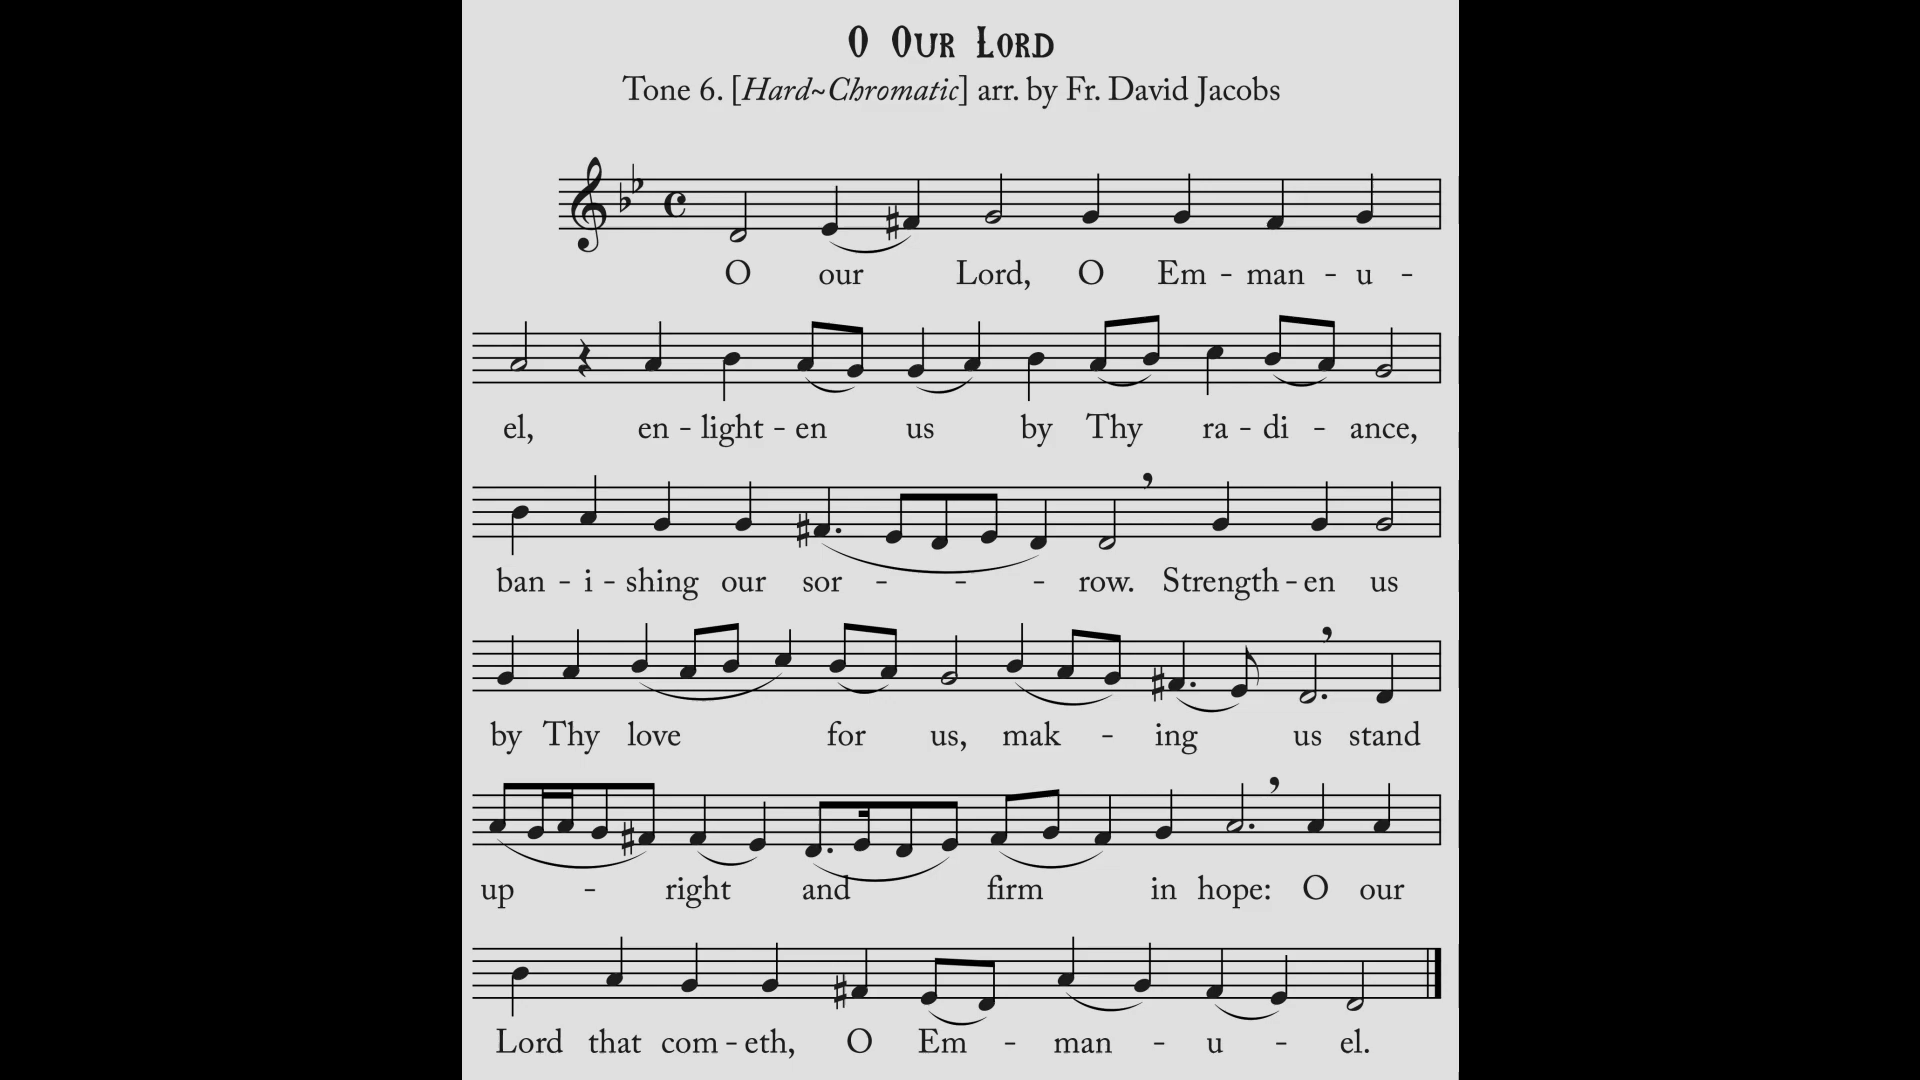 O Our Lord
Tone 6. [Hard~Chromatic] arr. by Fr. David Jacobs
O our Lord, O Em - man - u -
el, en - light - en us by Thy ra - di - ance,
ban - i - shing our sor - - - row. Strength - en us
by Thy love for us, mak - ing us stand
up - right and firm in hope: O our
Lord that com - eth, O Em - man - u - el.